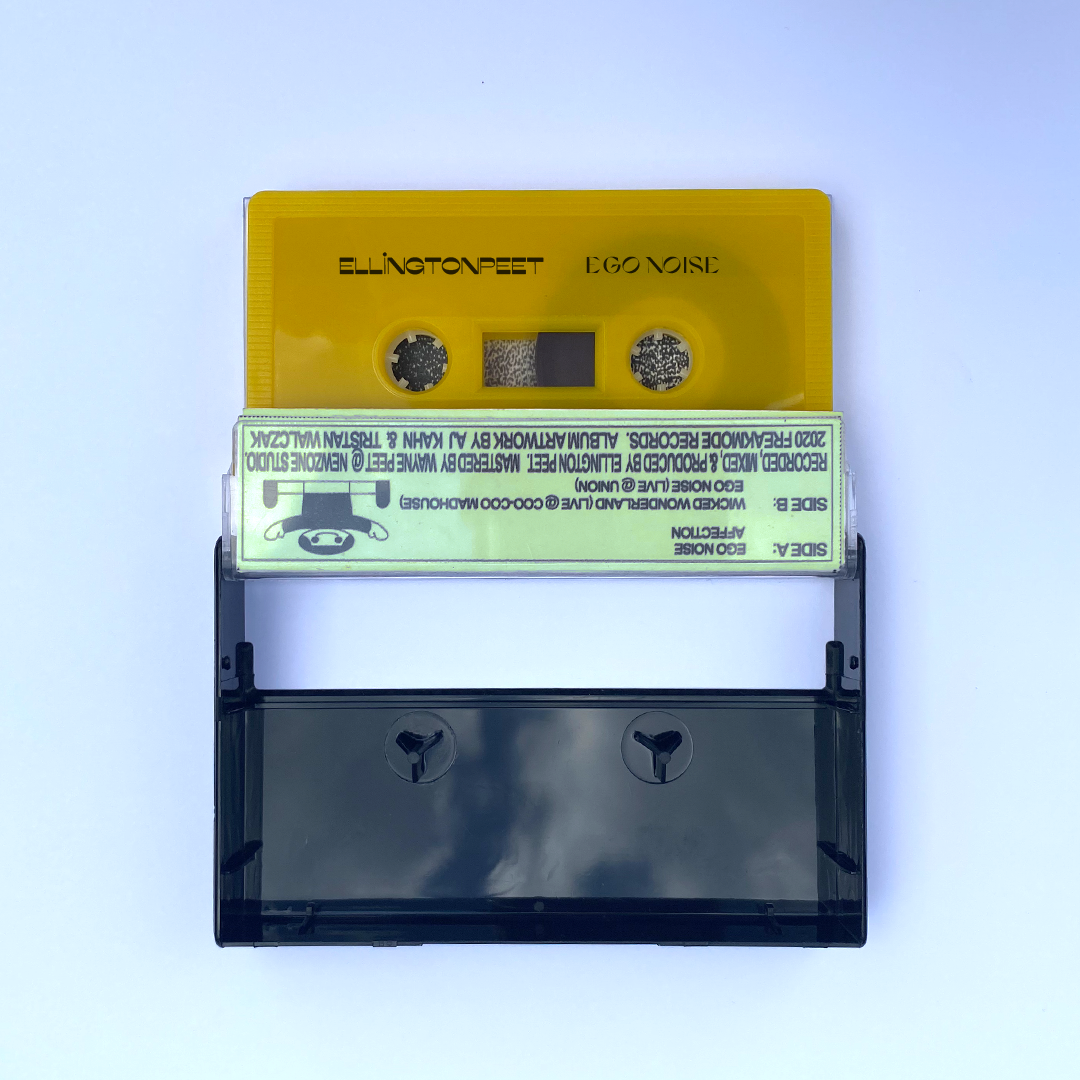 ELLINGTONPEET EGO NOISE
SIDE A: EGO NOISE
AFFECTION
SIDE B: WICKED WONDERLAND (LIVE @ COO-COO MADHOUSE)
EGO NOISE (LIVE @ UNION)
RECORDED, MIXED, & PRODUCED BY ELLINGTON PEET. MASTERED BY WAYNE PEET @ NEWZONE STUDIO.
2020 FREAKMODE RECORDS. ALBUM ARTWORK BY AJ KAHN & TRISTAN WALCZAK